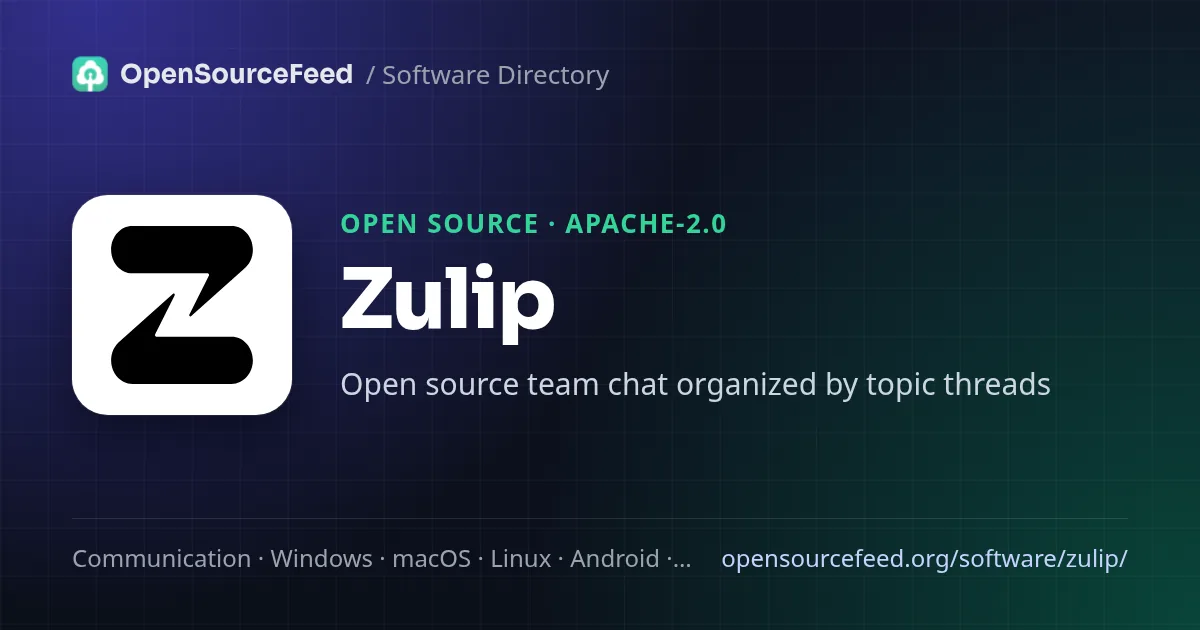 OpenSourceFeed / Software Directory
OPEN SOURCE · APACHE-2.0
Zulip
Open source team chat organized by topic threads
Communication · Windows · macOS · Linux · Android ·... opensourcefeed.org/software/zulip/